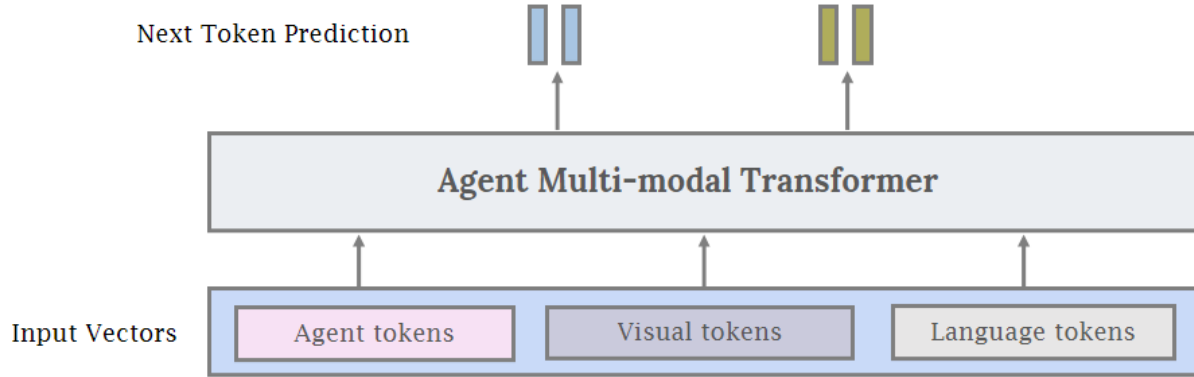 Next Token Prediction
Agent Multi-modal Transformer
Input Vectors
Agent tokens
Visual tokens
Language tokens